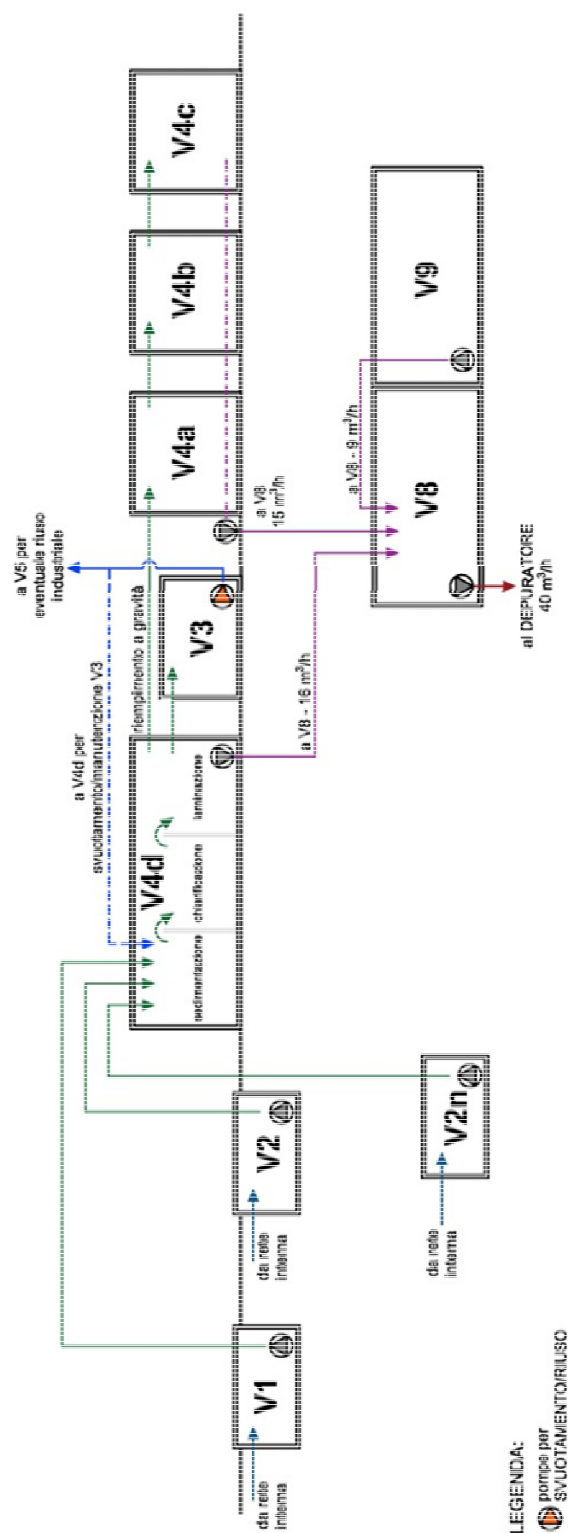 da rete
interna
V1
da rete
interna
V2
da rete
interna
V2n
V4d
sedimentazione
chiarificazione
laminazione
a V4d per
svuotamento/manutenzione V3
riempimento a gravità
V3
a V5 per
eventuale riuso
industriale
V4a
V4b
V4c
a V8 - 16 m³/h
a V8
15 m³/h
a V8 - 9 m³/h
V8
V9
al DEPURATORE
40 m³/h
LEGENDA:
pompe per
SVUOTAMENTO/RIUSO